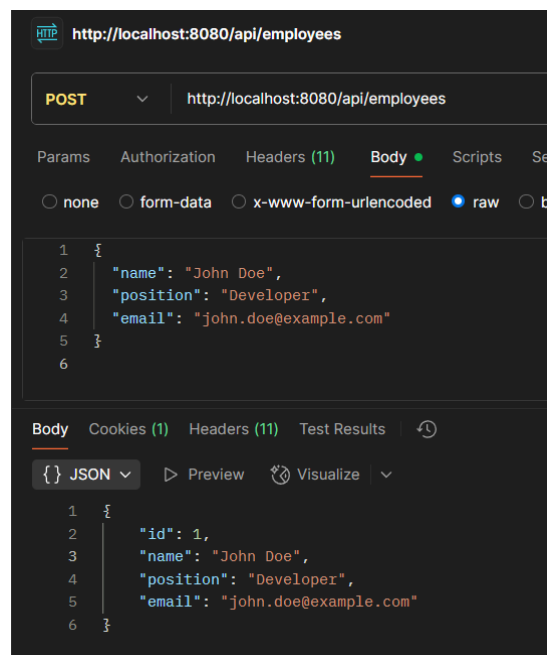 HTTP http://localhost:8080/api/employees
POST http://localhost:8080/api/employees
Params Authorization Headers (11) Body Scripts Se
none form-data x-www-form-urlencoded raw b
1 {
2 "name": "John Doe",
3 "position": "Developer",
4 "email": "john.doe@example.com"
5 }
6
Body Cookies (1) Headers (11) Test Results
{} JSON Preview Visualize
1 {
2 "id": 1,
3 "name": "John Doe",
4 "position": "Developer",
5 "email": "john.doe@example.com"
6 }